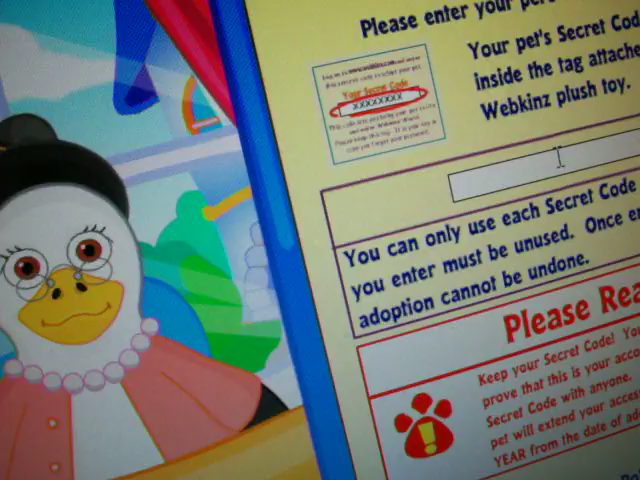 Please enter your
Your pet's Secret Cod
inside the tag attache
Webkinz plush toy.
Your Secret Code
XXXXXXXX
You can only use each Secret Code
you enter must be unused. Once en
adoption cannot be undone.
Please Rea
Keep your Secret Code! You
prove that this is your acco
Secret Code with anyone.
pet will extend your access
YEAR from the date of ad